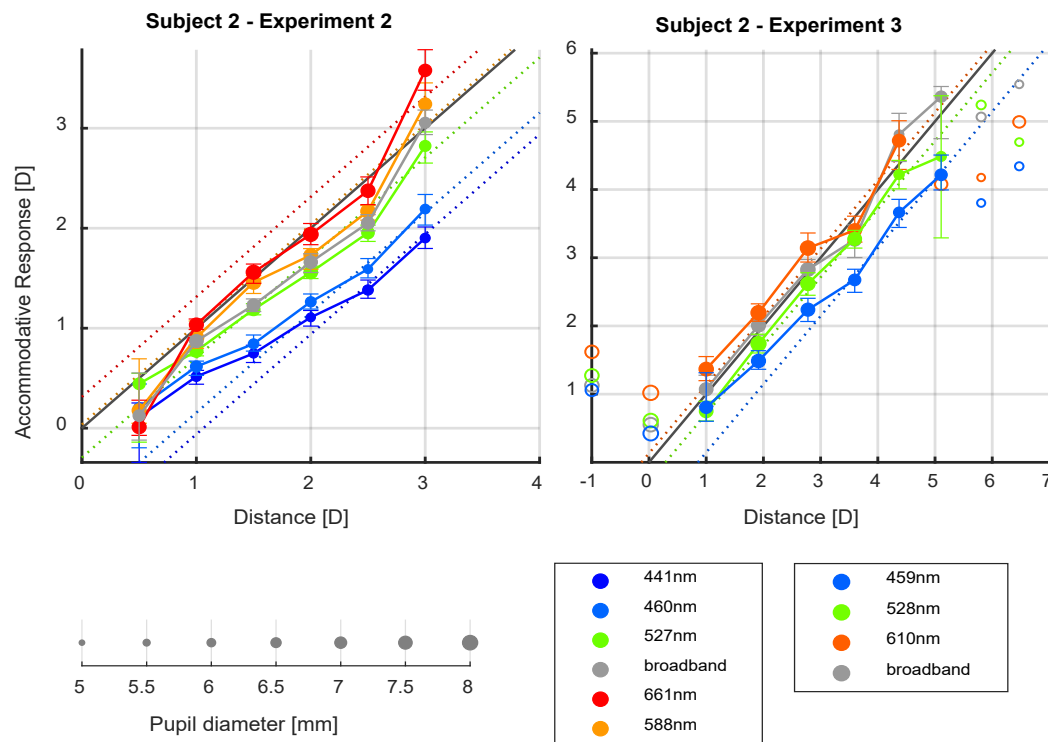 Subject 2 - Experiment 2
Subject 2 - Experiment 3
Accommodative Response [D]
3
2
1
0
0 1 2 3 4
Distance [D]
6
5
4
3
2
1
-1 0 1 2 3 4 5 6 7
Distance [D]
5 5.5 6 6.5 7 7.5 8
Pupil diameter [mm]
441nm
460nm
527nm
broadband
661nm
588nm
459nm
528nm
610nm
broadband